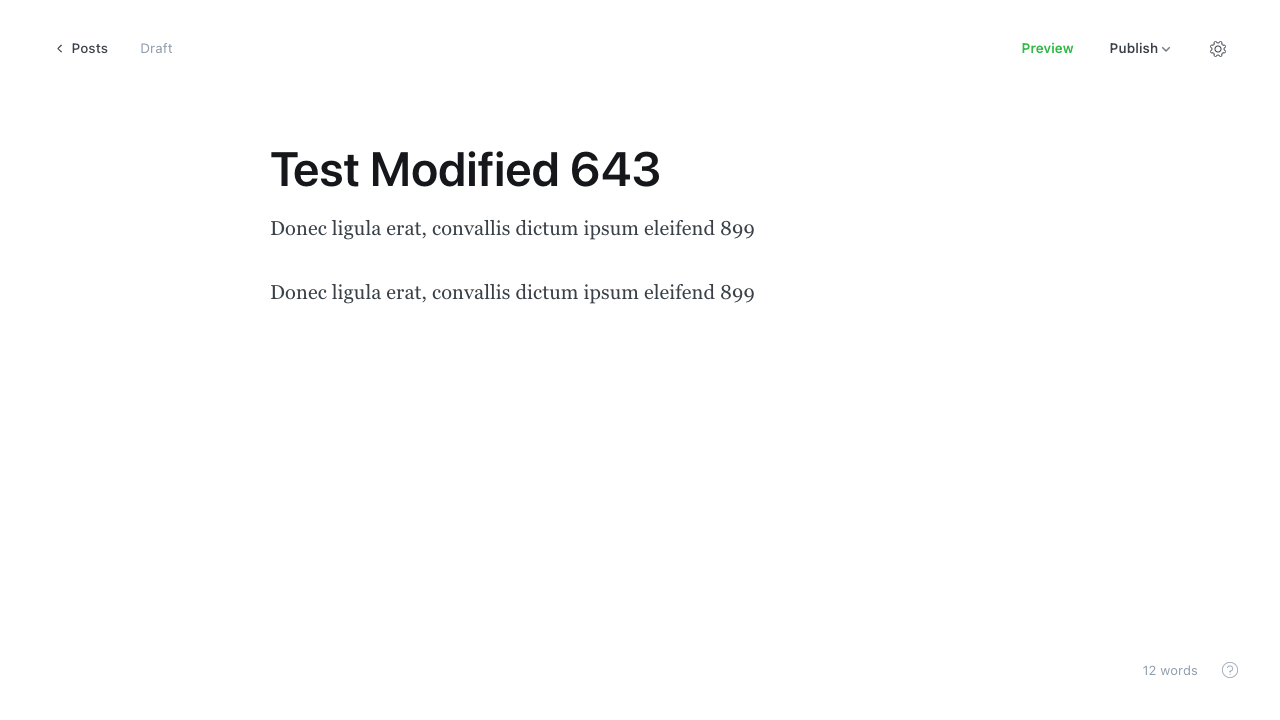 Posts Draft Preview Publish
Test Modified 643
Donec ligula erat, convallis dictum ipsum eleifend 899
Donec ligula erat, convallis dictum ipsum eleifend 899
12 words ?